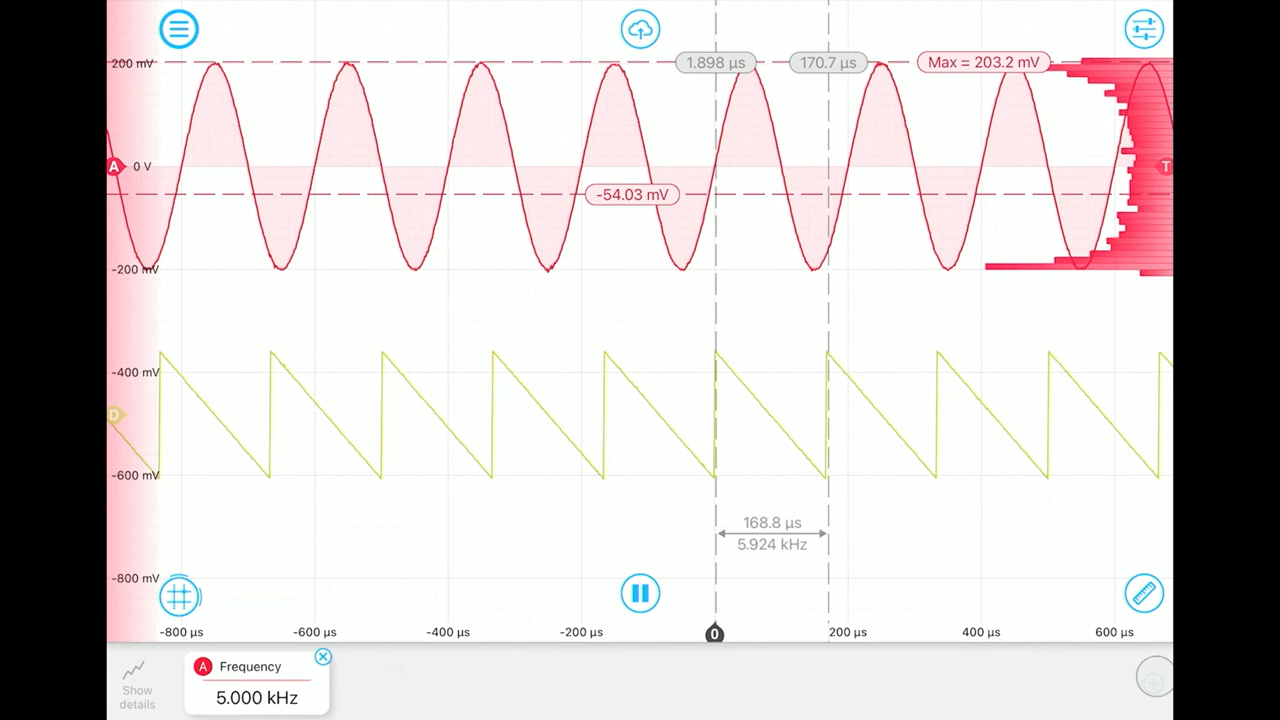 200 mV
1.898 µs
170.7 µs
Max = 203.2 mV
A
0 V
T
-54.03 mV
-200 mV
-400 mV
D
-600 mV
168.8 µs
5.924 kHz
-800 mV
-800 µs
-600 µs
-400 µs
-200 µs
0
200 µs
400 µs
600 µs
Show
details
A Frequency
5.000 kHz